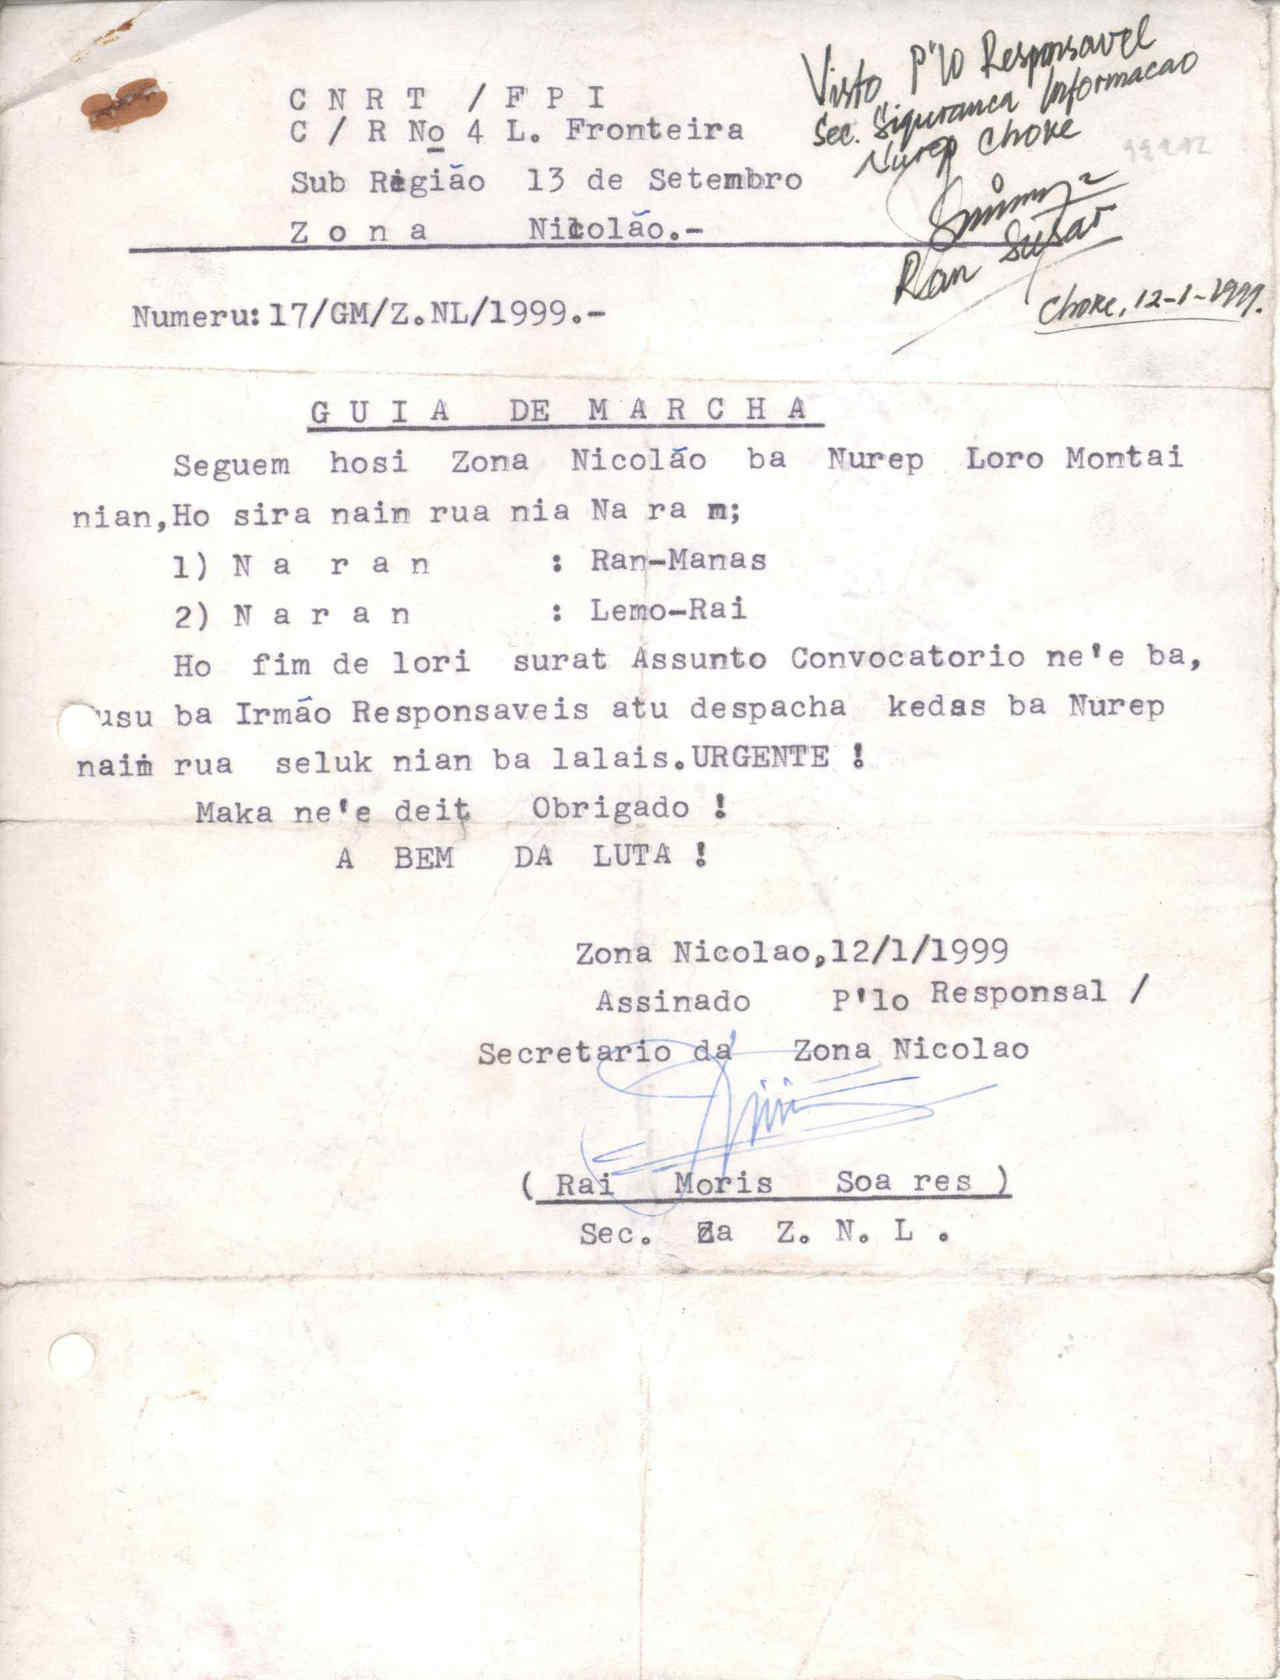 C N R T / F P I
C / R No 4 L. Fronteira
Sub Região 13 de Setembro
Z o n a Nicolão.-
Visto P'lo Responsavel
Sec. Siguranca Informacao
Nurep Choke
Ran Susar
Choke, 12-1-1999.
Numeru: 17/GM/Z.NL/1999.-
G U I A DE M A R C H A
Seguem hosi Zona Nicolão ba Nurep Loro Montai
nian,Ho sira nain rua nia Na ra m;
1) N a r a n : Ran-Manas
2) N a r a n : Lemo-Rai
Ho fim de lori surat Assunto Convocatorio ne'e ba,
usu ba Irmão Responsaveis atu despacha kedas ba Nurep
naim rua seluk nian ba lalais.URGENTE !
Maka ne'e deit Obrigado !
A BEM DA LUTA !
Zona Nicolao,12/1/1999
Assinado P'lo Responsal /
Secretario da Zona Nicolao
( Rai Moris Soa res )
Sec. Za Z. N. L .